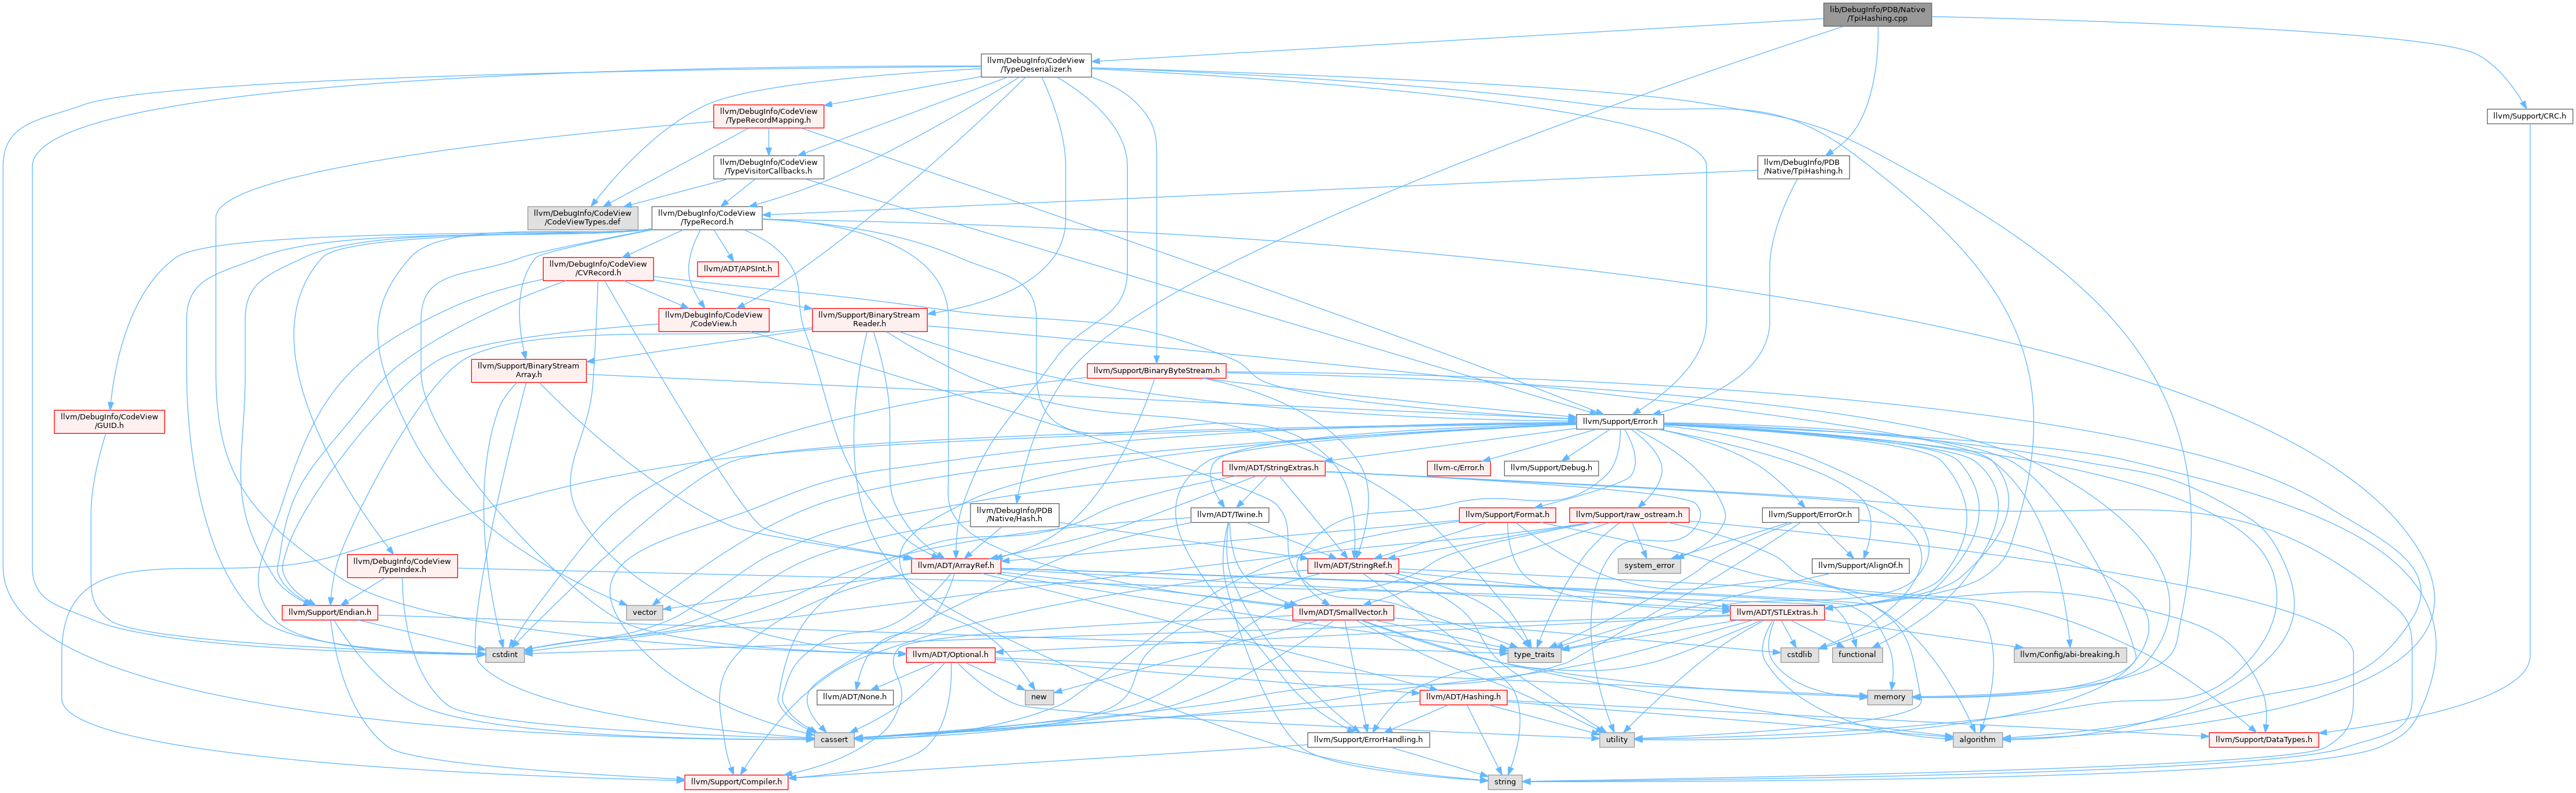 lib/DebugInfo/PDB/Native
/TpiHashing.cpp
llvm/DebugInfo/CodeView
/TypeDeserializer.h
llvm/DebugInfo/CodeView
/TypeRecordMapping.h
llvm/Support/CRC.h
llvm/DebugInfo/CodeView
/TypeVisitorCallbacks.h
llvm/DebugInfo/PDB
/Native/TpiHashing.h
llvm/DebugInfo/CodeView
/CodeViewTypes.def
llvm/DebugInfo/CodeView
/TypeRecord.h
llvm/DebugInfo/CodeView
/CVRecord.h
llvm/ADT/APSInt.h
llvm/DebugInfo/CodeView
/CodeView.h
llvm/Support/BinaryStream
Reader.h
llvm/Support/BinaryStream
Array.h
llvm/Support/BinaryByteStream.h
llvm/DebugInfo/CodeView
/GUID.h
llvm/Support/Error.h
llvm/ADT/StringExtras.h
llvm-c/Error.h
llvm/Support/Debug.h
llvm/DebugInfo/PDB
/Native/Hash.h
llvm/ADT/Twine.h
llvm/Support/Format.h
llvm/Support/raw_ostream.h
llvm/Support/ErrorOr.h
llvm/DebugInfo/CodeView
/TypeIndex.h
llvm/ADT/ArrayRef.h
llvm/ADT/StringRef.h
system_error
llvm/Support/AlignOf.h
llvm/Support/Endian.h
vector
llvm/ADT/SmallVector.h
llvm/ADT/STLExtras.h
cstdint
llvm/ADT/Optional.h
type_traits
cstdlib
functional
llvm/Config/abi-breaking.h
llvm/ADT/None.h
new
llvm/ADT/Hashing.h
memory
cassert
llvm/Support/ErrorHandling.h
utility
algorithm
llvm/Support/DataTypes.h
llvm/Support/Compiler.h
string